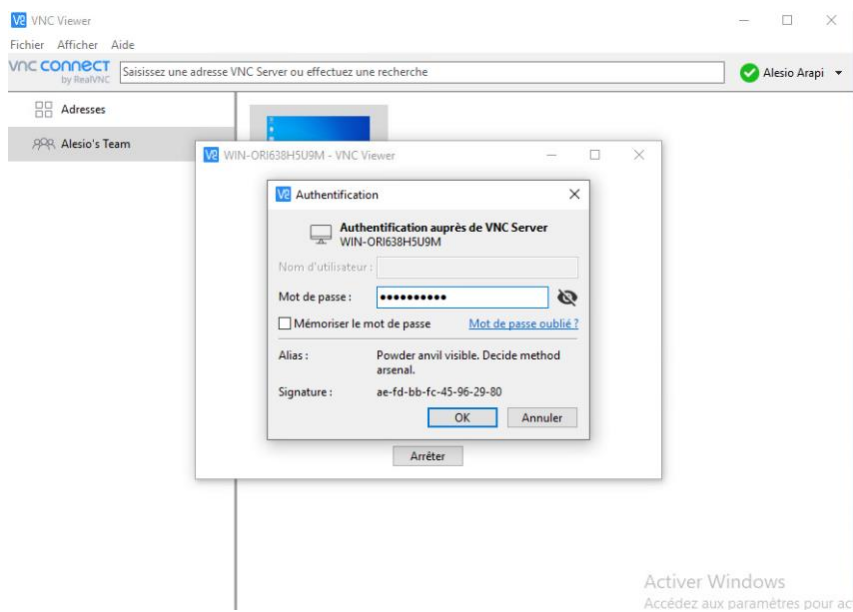 VNC Viewer
Fichier Afficher Aide
VNC CONNECT
by RealVNC
Saisissez une adresse VNC Server ou effectuez une recherche
Alesio Arapi
Adresses
Alesio's Team
WIN-ORI638H5U9M - VNC Viewer
Authentification
Authentification auprès de VNC Server
WIN-ORI638H5U9M
Nom d'utilisateur :
Mot de passe : ••••••••••
Mémoriser le mot de passe Mot de passe oublié ?
Alias : Powder anvil visible. Decide method
arsenal.
Signature : ae-fd-bb-fc-45-96-29-80
OK Annuler
Arrêter
Activer Windows
Accédez aux paramètres pour ac